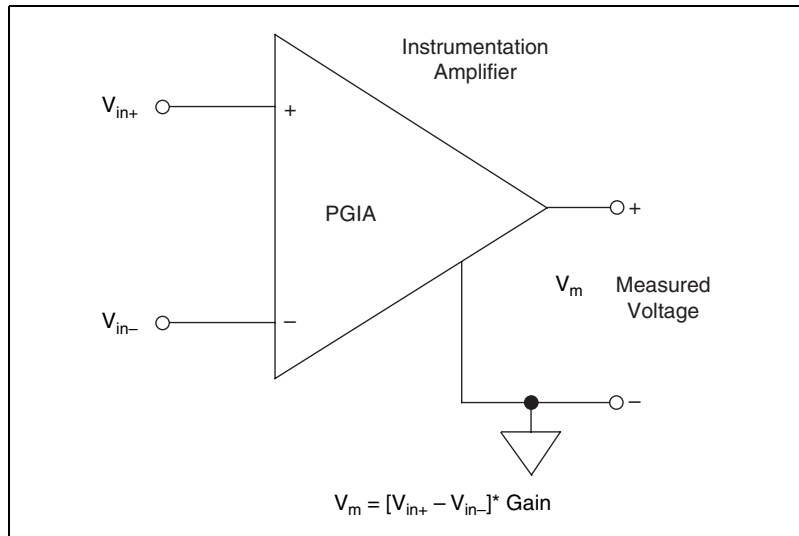 Instrumentation
Amplifier
V_in+
+
PGIA
+
V_m
Measured
Voltage
V_in–
–
–
V_m = [V_in+ – V_in–]* Gain